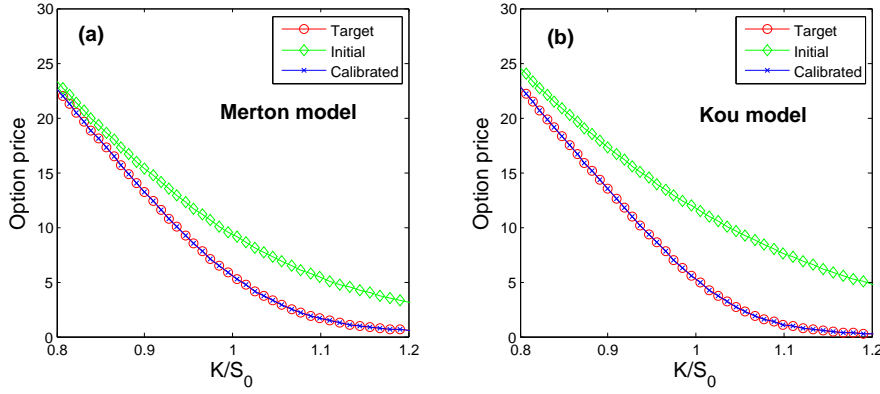 (a)
Target
Initial
Calibrated
Merton model
Option price
30
25
20
15
10
5
0
0.8 0.9 1 1.1 1.2
K/S₀
(b)
Target
Initial
Calibrated
Kou model
Option price
30
25
20
15
10
5
0
0.8 0.9 1 1.1 1.2
K/S₀